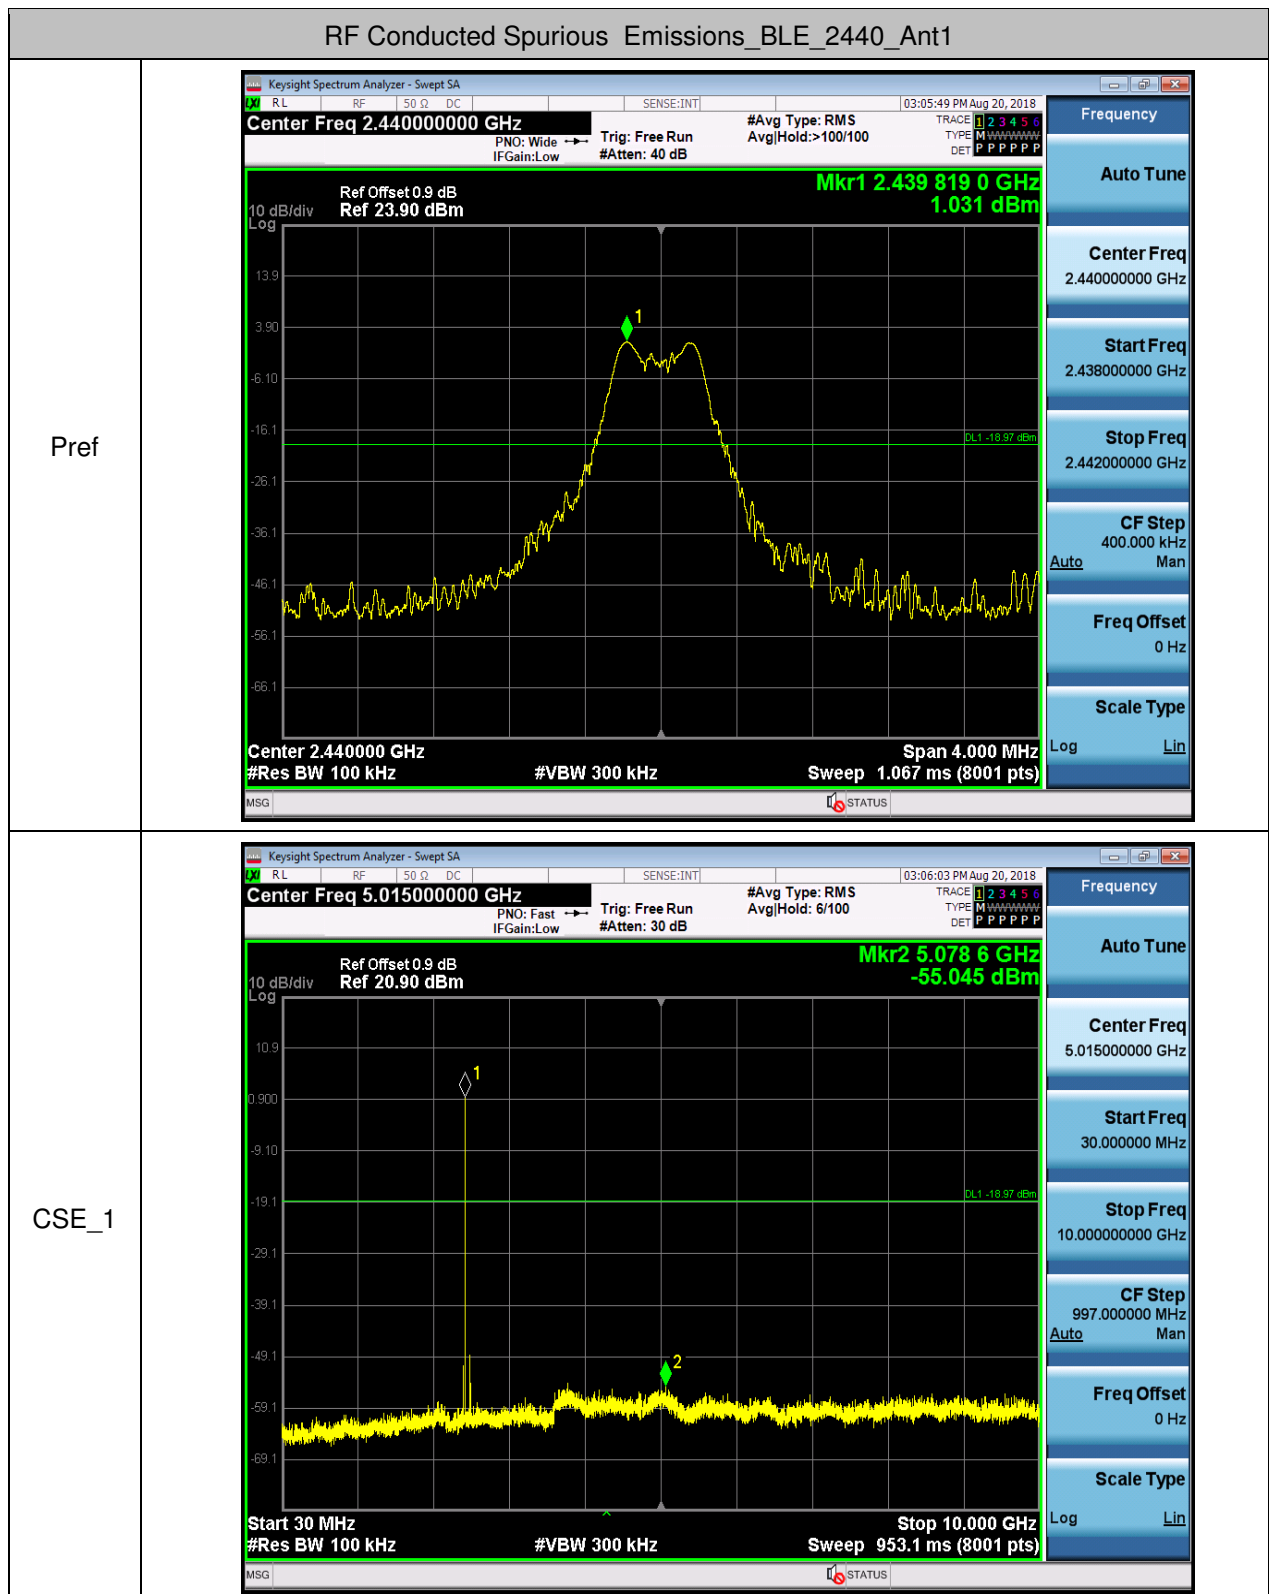 RF Conducted Spurious Emissions_BLE_2440_Ant1
Pref
Keysight Spectrum Analyzer - Swept SA
LXI RL RF 50 Ω DC SENSE:INT 03:05:49 PM Aug 20, 2018
Center Freq 2.440000000 GHz
PNO: Wide
IFGain:Low
Trig: Free Run
#Atten: 40 dB
#Avg Type: RMS
Avg|Hold:>100/100
TRACE 1 2 3 4 5 6
TYPE M WWWWW
DET P P P P P P
Mkr1 2.439 819 0 GHz
1.031 dBm
Ref Offset 0.9 dB
10 dB/div Ref 23.90 dBm
Log
13.9
3.90
-6.10
-16.1
-26.1
-36.1
-46.1
-56.1
-66.1
1
DL1 -18.97 dBm
Center 2.440000 GHz Span 4.000 MHz
#Res BW 100 kHz #VBW 300 kHz Sweep 1.067 ms (8001 pts)
MSG STATUS
Frequency
Auto Tune
Center Freq
2.440000000 GHz
Start Freq
2.438000000 GHz
Stop Freq
2.442000000 GHz
CF Step
400.000 kHz
Auto Man
Freq Offset
0 Hz
Scale Type
Log Lin
CSE_1
Keysight Spectrum Analyzer - Swept SA
LXI RL RF 50 Ω DC SENSE:INT 03:06:03 PM Aug 20, 2018
Center Freq 5.015000000 GHz
PNO: Fast
IFGain:Low
Trig: Free Run
#Atten: 30 dB
#Avg Type: RMS
Avg|Hold: 6/100
TRACE 1 2 3 4 5 6
TYPE M WWWWW
DET P P P P P P
Mkr2 5.078 6 GHz
-55.045 dBm
Ref Offset 0.9 dB
10 dB/div Ref 20.90 dBm
Log
10.9
0.900
-9.10
-19.1
-29.1
-39.1
-49.1
-59.1
-69.1
1
DL1 -18.97 dBm
2
Start 30 MHz Stop 10.000 GHz
#Res BW 100 kHz #VBW 300 kHz Sweep 953.1 ms (8001 pts)
MSG STATUS
Frequency
Auto Tune
Center Freq
5.015000000 GHz
Start Freq
30.000000 MHz
Stop Freq
10.000000000 GHz
CF Step
997.000000 MHz
Auto Man
Freq Offset
0 Hz
Scale Type
Log Lin